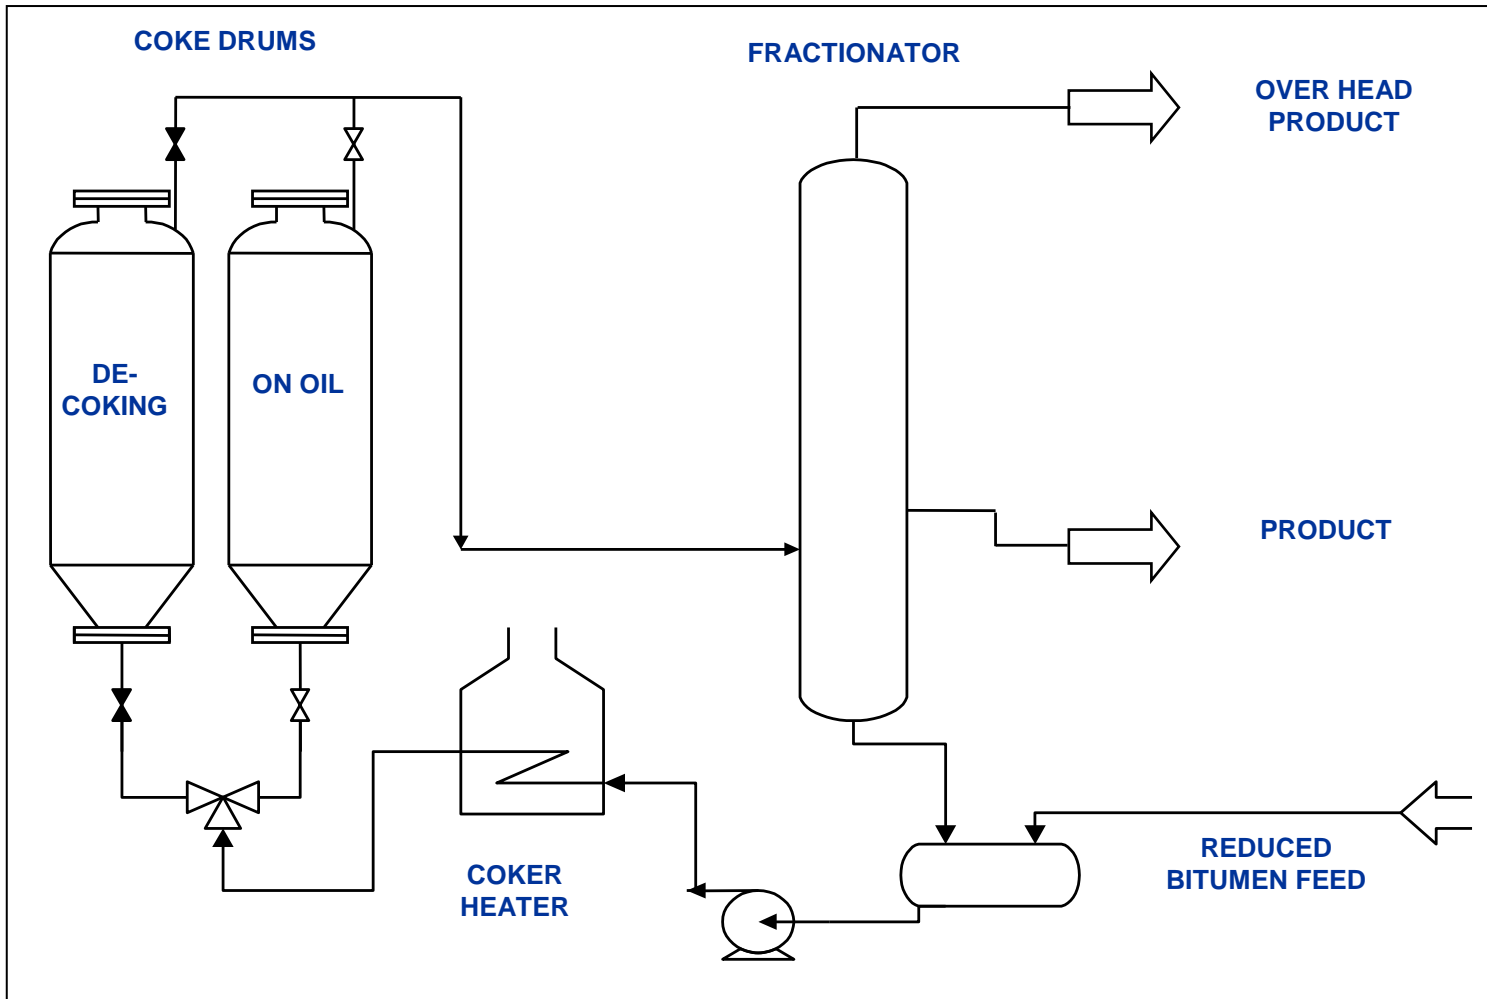 COKE DRUMS
FRACTIONATOR
OVER HEAD
PRODUCT
DE-
COKING
ON OIL
PRODUCT
COKER
HEATER
REDUCED
BITUMEN FEED